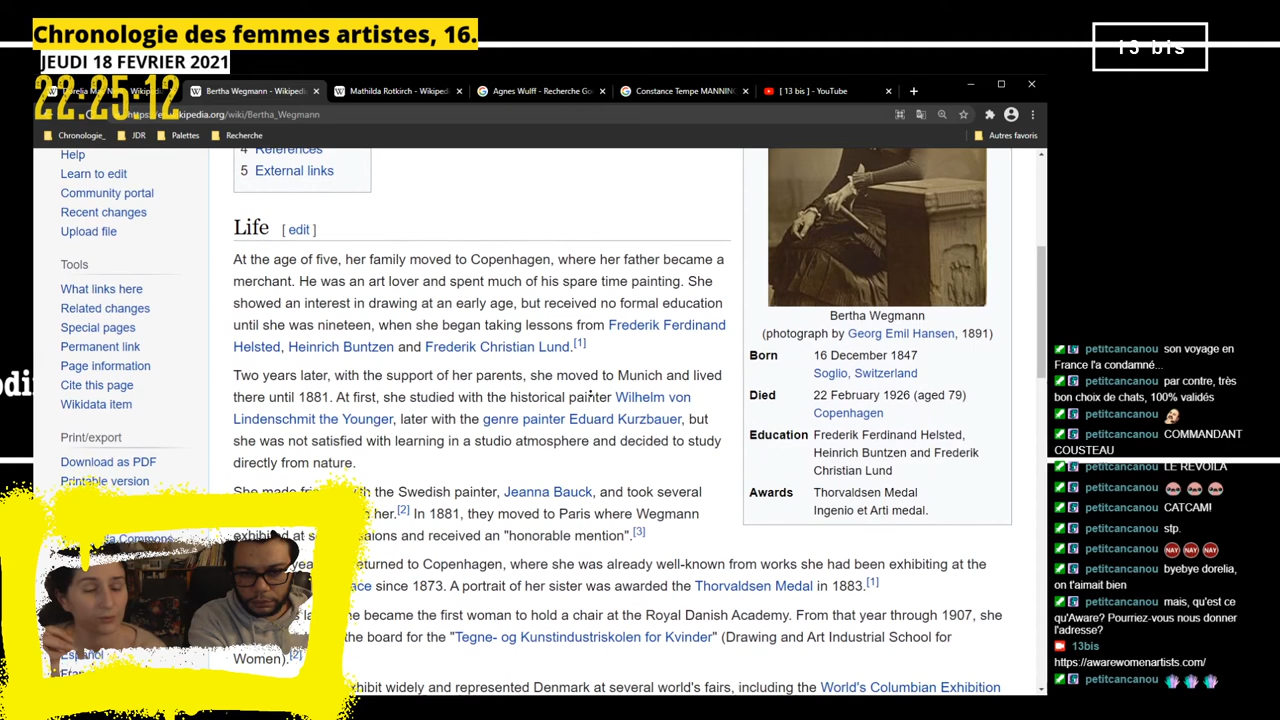 Chronologie des femmes artistes, 16.
JEUDI 18 FEVRIER 2021
22:25:12
13 bis
Bertha Wegmann - Wikipedi
Mathilda Rotkirch - Wikiped
Agnes Wulff - Recherche Go
Constance Tempe MANNIN
[ 13 bis ] - YouTube
wikipedia.org/wiki/Bertha_Wegmann
Chronologie_
JDR
Palettes
Recherche
Autres favoris
Help
Learn to edit
Community portal
Recent changes
Upload file
Tools
What links here
Related changes
Special pages
Permanent link
Page information
Cite this page
Wikidata item
Print/export
Download as PDF
Printable version
Commons
Español
4 References
5 External links
Life [ edit ]
At the age of five, her family moved to Copenhagen, where her father became a
merchant. He was an art lover and spent much of his spare time painting. She
showed an interest in drawing at an early age, but received no formal education
until she was nineteen, when she began taking lessons from Frederik Ferdinand
Helsted, Heinrich Buntzen and Frederik Christian Lund.[1]
Two years later, with the support of her parents, she moved to Munich and lived
there until 1881. At first, she studied with the historical painter Wilhelm von
Lindenschmit the Younger, later with the genre painter Eduard Kurzbauer, but
she was not satisfied with learning in a studio atmosphere and decided to study
directly from nature.
She made the Swedish painter, Jeanna Bauck, and took several
her.[2] In 1881, they moved to Paris where Wegmann
at and received an "honorable mention".[3]
returned to Copenhagen, where she was already well-known from works she had been exhibiting at the
since 1873. A portrait of her sister was awarded the Thorvaldsen Medal in 1883.[1]
became the first woman to hold a chair at the Royal Danish Academy. From that year through 1907, she
the board for the "Tegne- og Kunstindustriskolen for Kvinder" (Drawing and Art Industrial School for
Women).[2]
exhibit widely and represented Denmark at several world's fairs, including the World's Columbian Exhibition
Bertha Wegmann
(photograph by Georg Emil Hansen, 1891)
Born 16 December 1847
Soglio, Switzerland
Died 22 February 1926 (aged 79)
Copenhagen
Education Frederik Ferdinand Helsted,
Heinrich Buntzen and Frederik
Christian Lund
Awards Thorvaldsen Medal
Ingenio et Arti medal.
petitcancanou son voyage en
France l'a condamné...
petitcancanou par contre, très
bon choix de chats, 100% validés
petitcancanou
petitcancanou COMMANDANT
COUSTEAU
petitcancanou LE REVOILA
petitcancanou
petitcancanou CATCAM!
petitcancanou stp.
petitcancanou NAY NAY NAY
petitcancanou byebye dorelia,
on t'aimait bien
petitcancanou mais, qu'est ce
qu'Aware? Pourriez-vous nous donner
l'adresse?
13bis
https://awarewomenartists.com/
petitcancanou